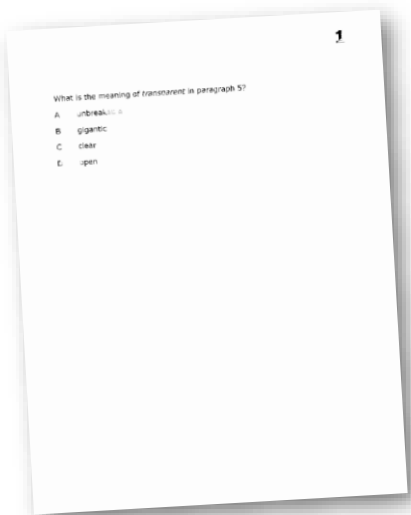 1
What is the meaning of transparent in paragraph 5?
A
B gigantic
C clear
open